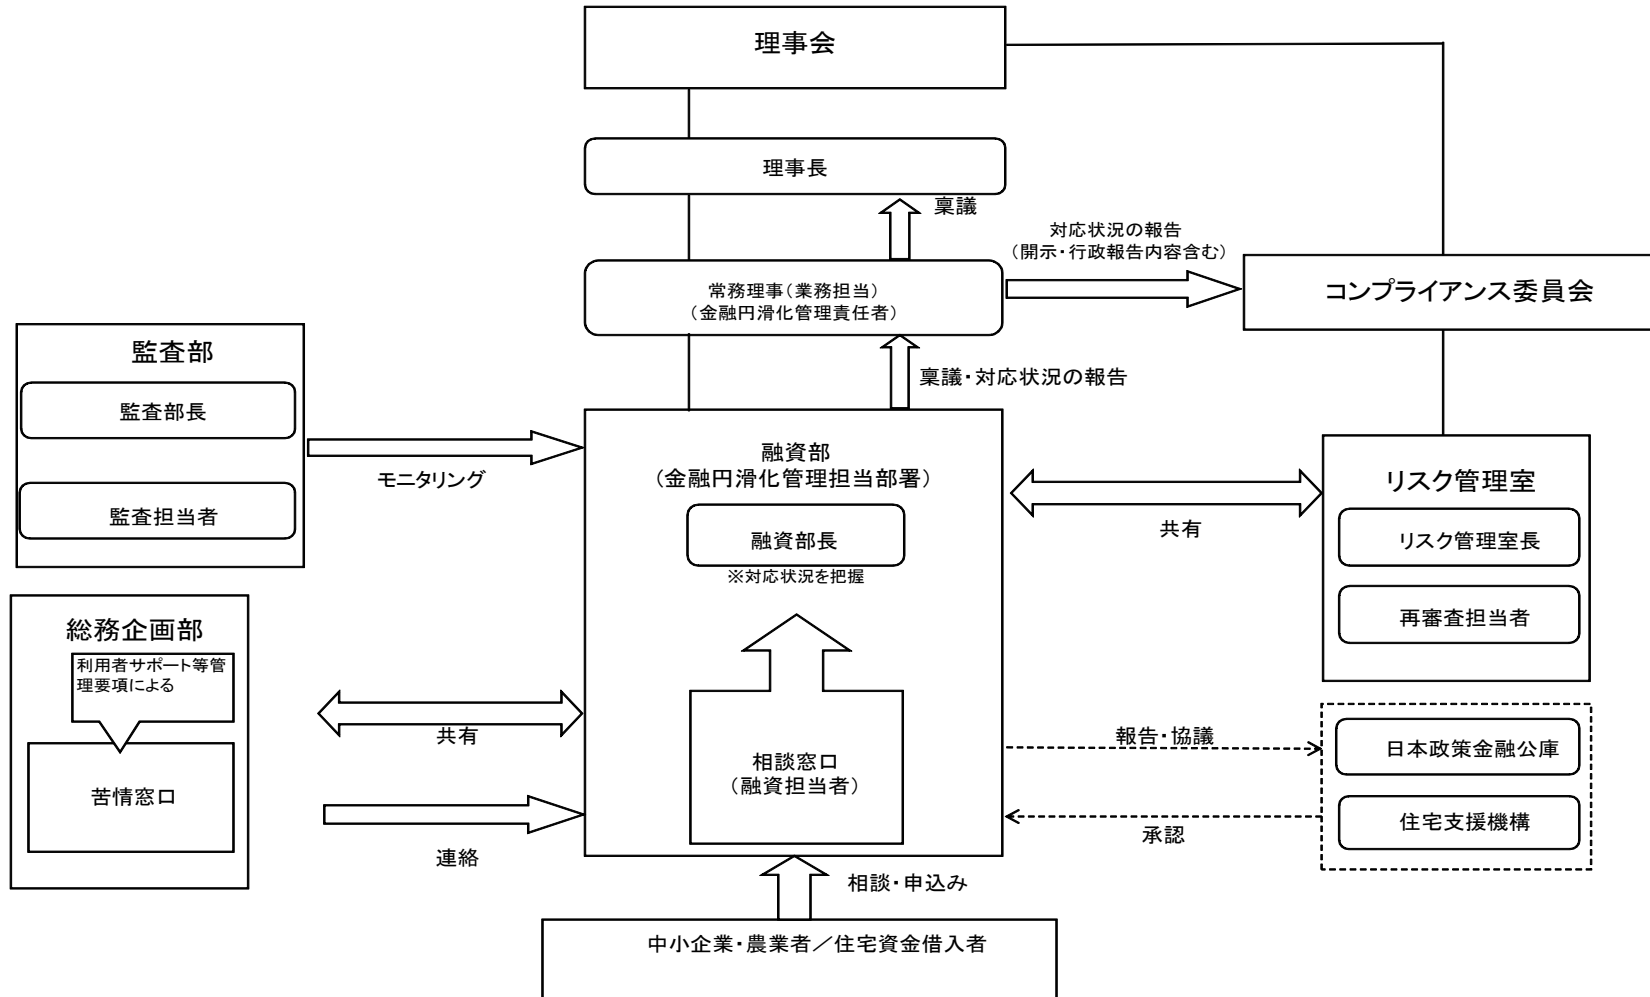 理事会
理事長
稟議
対応状況の報告
（開示・行政報告内容含む）
常務理事（業務担当）
（金融円滑化管理責任者）
コンプライアンス委員会
稟議・対応状況の報告
監査部
監査部長
監査担当者
モニタリング
融資部
（金融円滑化管理担当部署）
融資部長
※対応状況を把握
共有
リスク管理室
リスク管理室長
再審査担当者
総務企画部
利用者サポート等管
理要項による
苦情窓口
共有
連絡
相談窓口
（融資担当者）
報告・協議
承認
日本政策金融公庫
住宅支援機構
相談・申込み
中小企業・農業者／住宅資金借入者